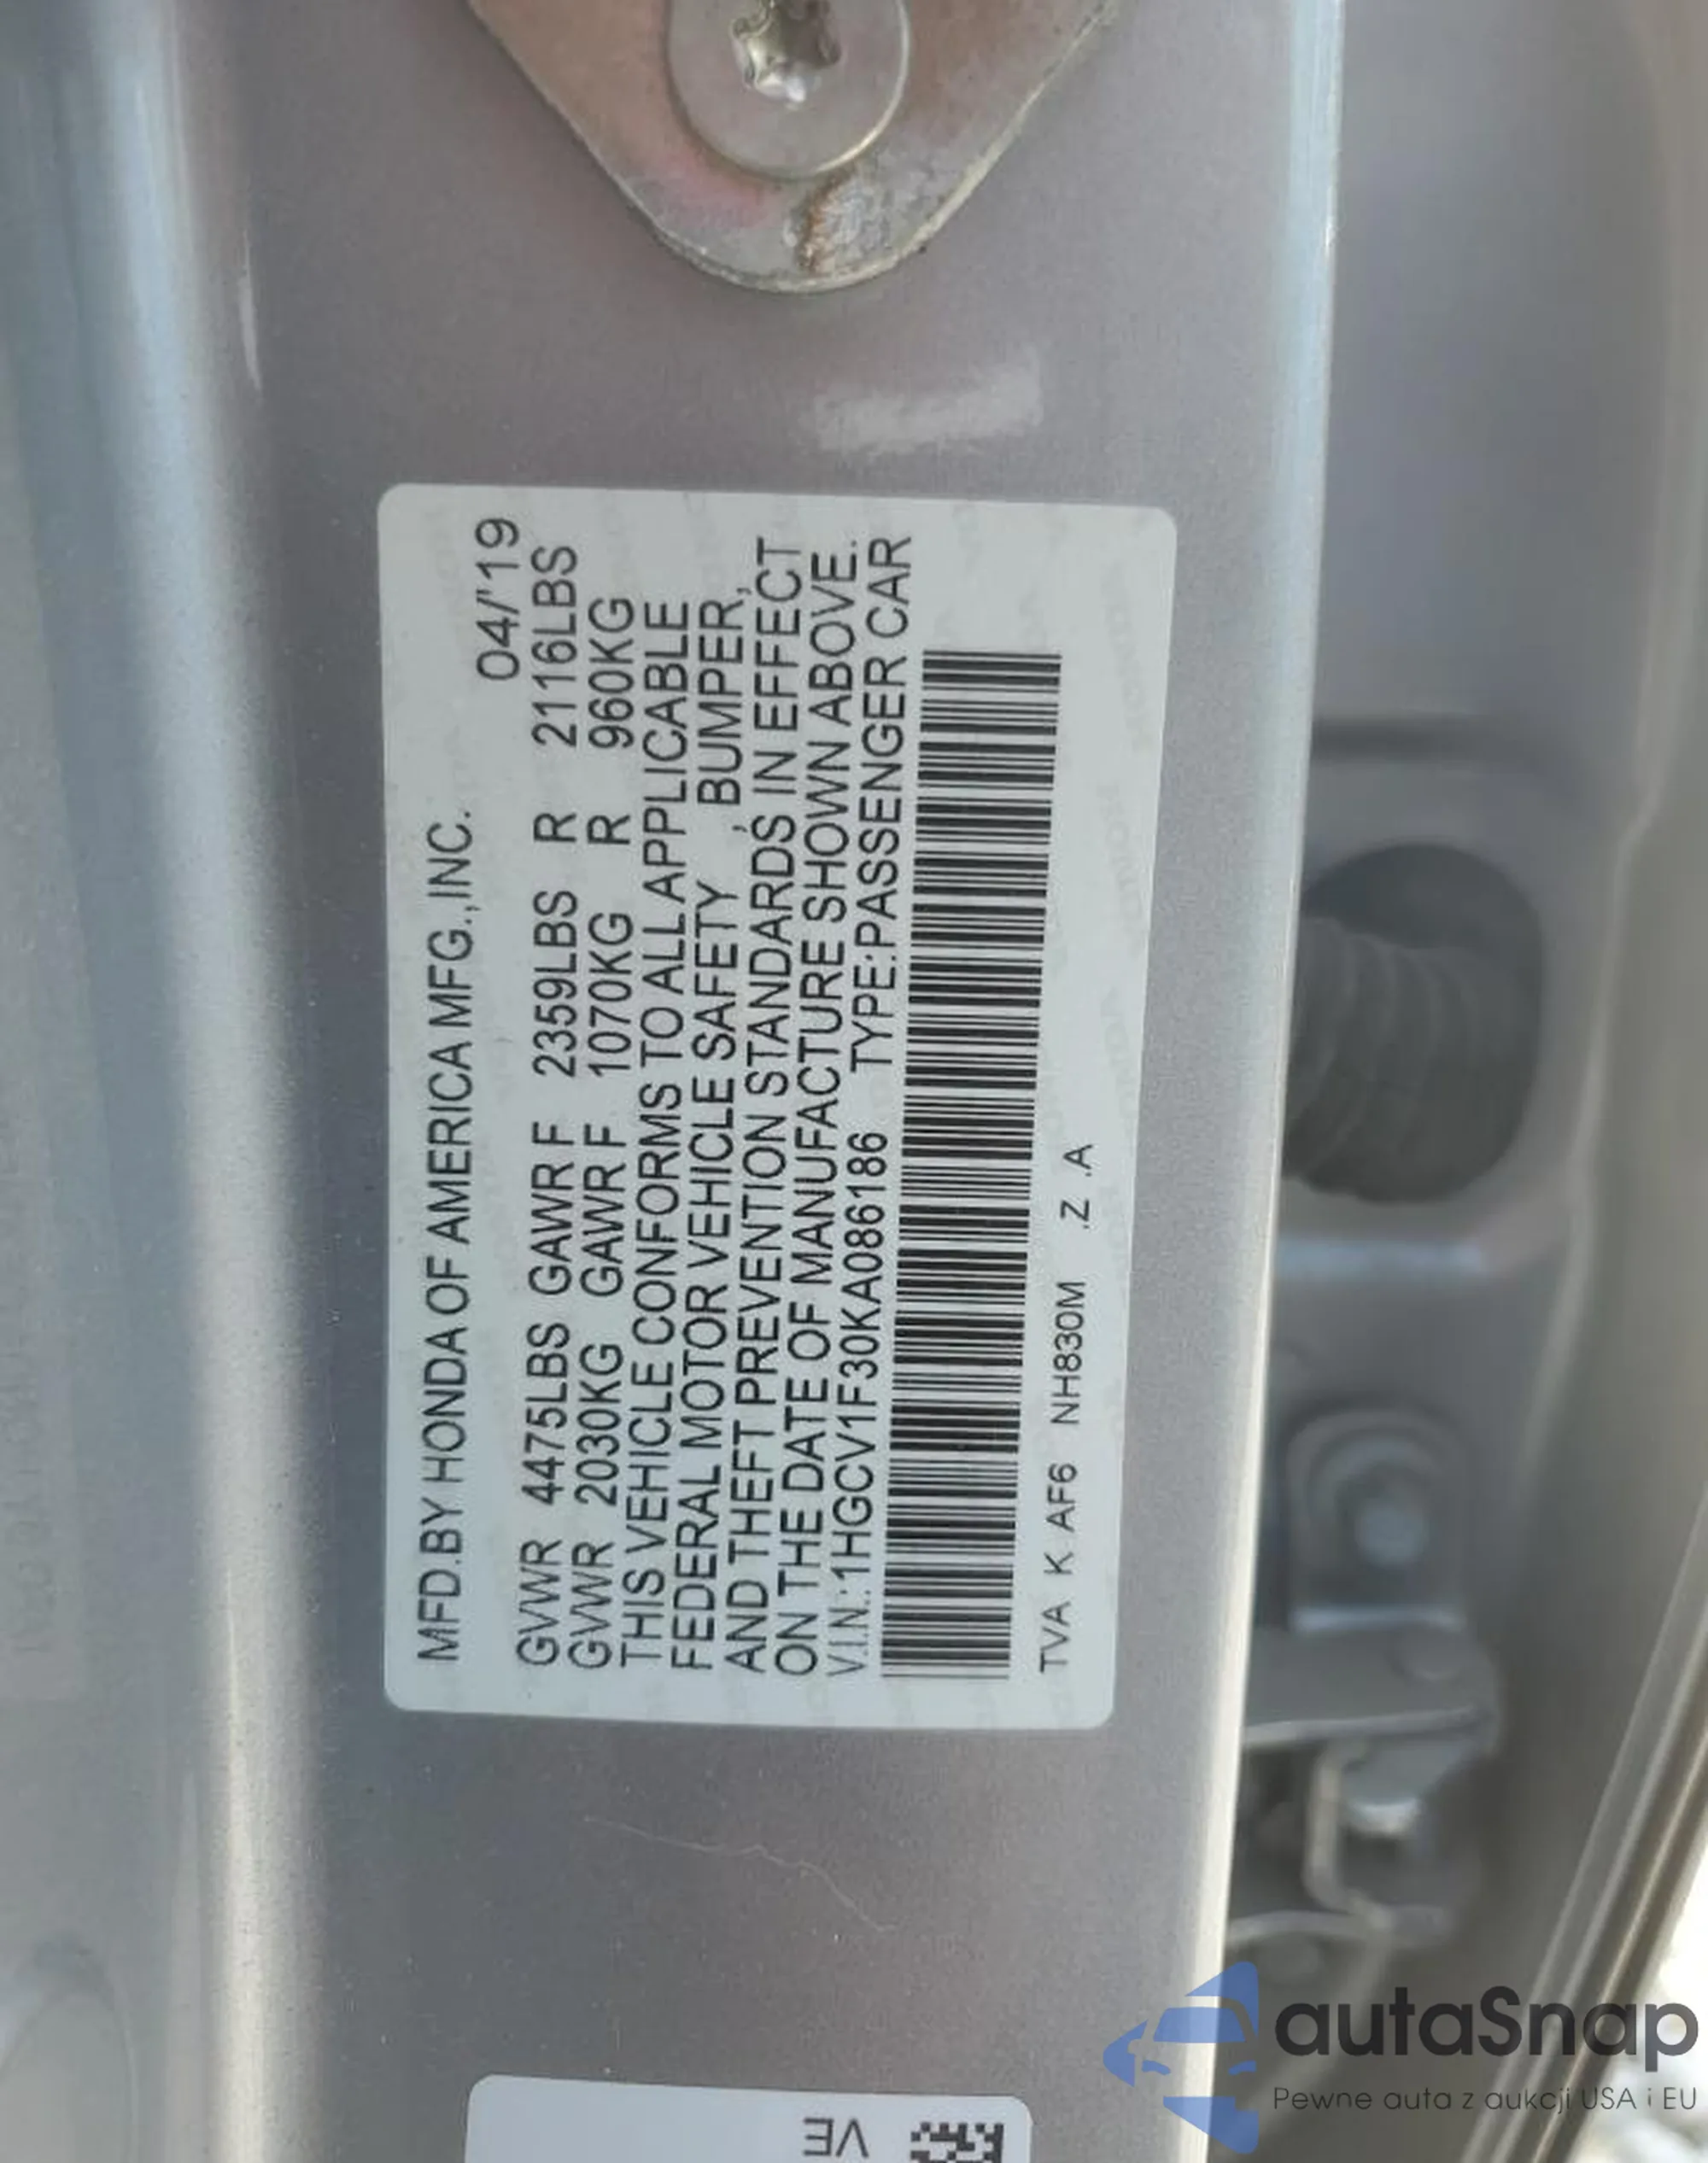 MFD.BY HONDA OF AMERICA MFG.,INC.
04/'19
GVWR 4475LBS GAWR F 2359LBS R 2116LBS
GVWR 2030KG GAWR F 1070KG R 960KG
THIS VEHICLE CONFORMS TO ALL APPLICABLE
FEDERAL MOTOR VEHICLE SAFETY , BUMPER,
AND THEFT PREVENTION STANDARDS IN EFFECT
ON THE DATE OF MANUFACTURE SHOWN ABOVE.
V.I.N.:1HGCV1F30KA086186 TYPE:PASSENGER CAR
TVA K AF6 NH830M .Z .A
VE
autaSnap
Pewne auta z aukcji USA i EU